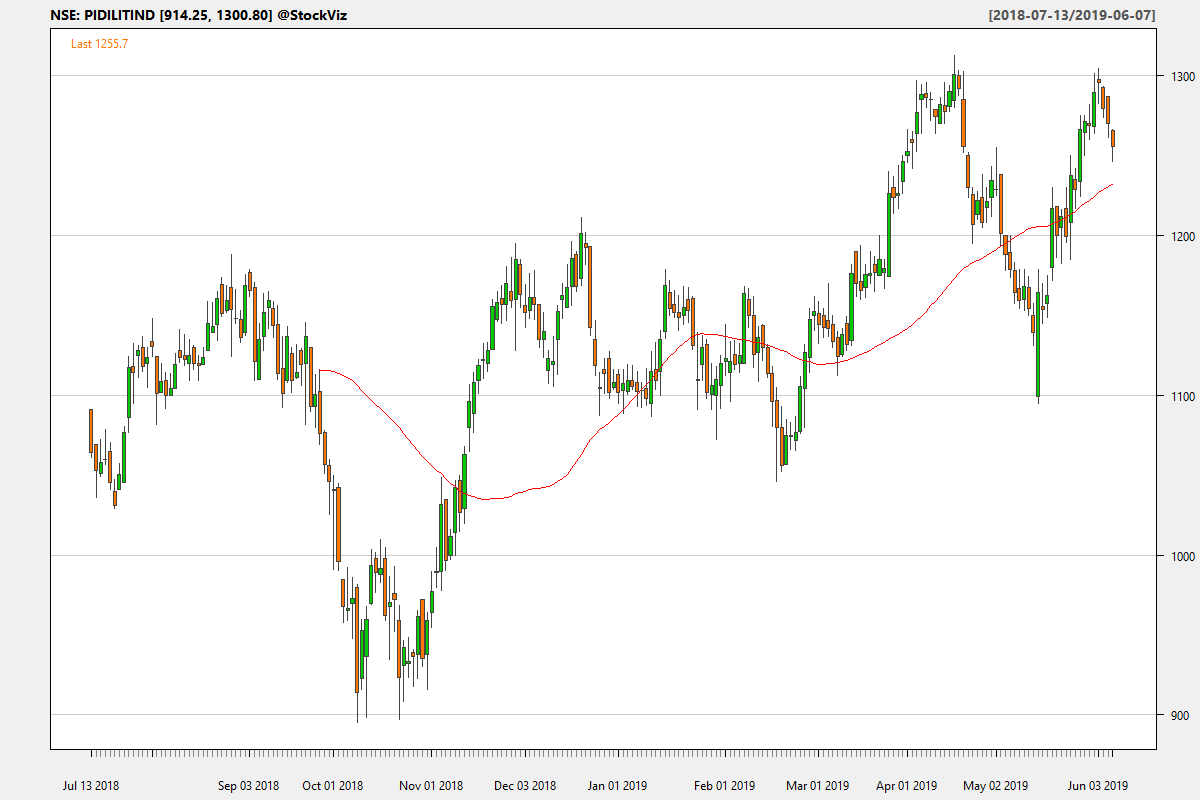 NSE: PIDILITIND [914.25, 1300.80] @StockViz [2018-07-13/2019-06-07]
Last 1255.7
1300
1200
1100
1000
900
Jul 13 2018 Sep 03 2018 Oct 01 2018 Nov 01 2018 Dec 03 2018 Jan 01 2019 Feb 01 2019 Mar 01 2019 Apr 01 2019 May 02 2019 Jun 03 2019